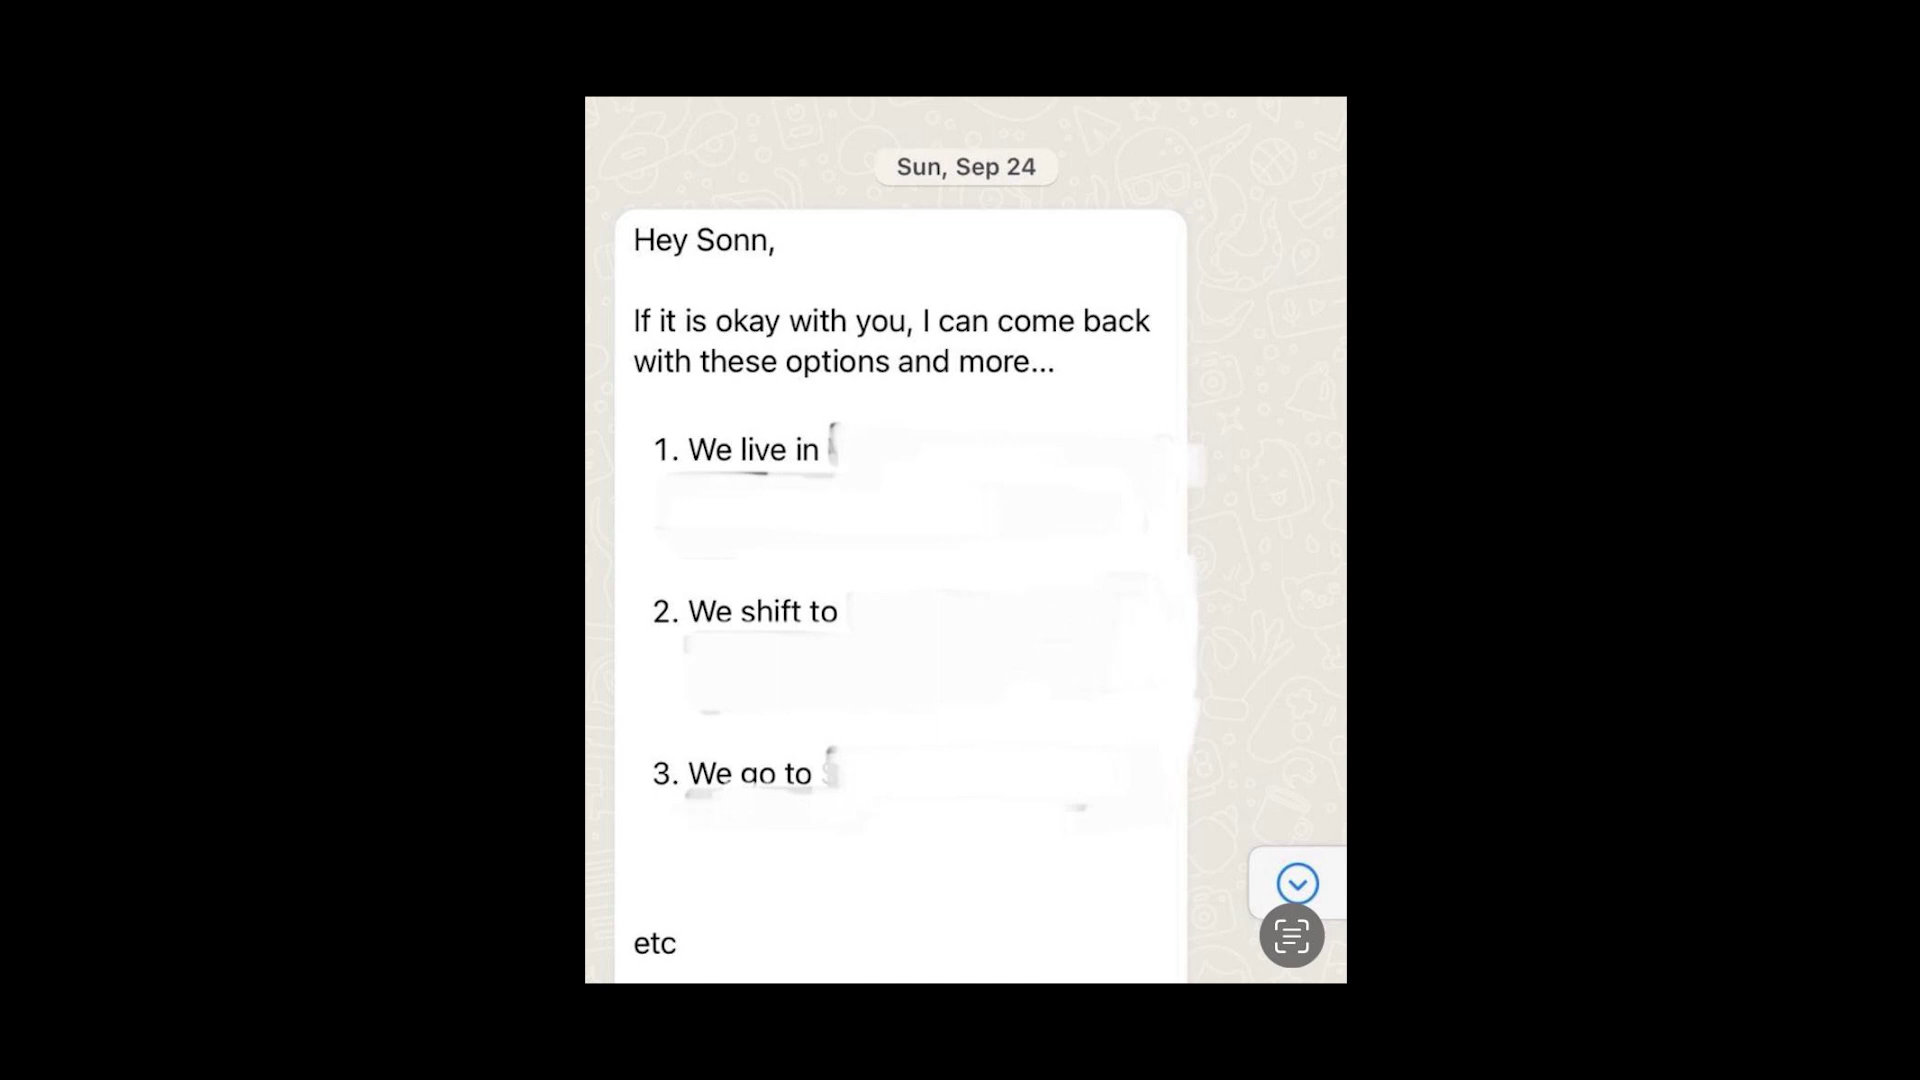 Sun, Sep 24
Hey Sonn,
If it is okay with you, I can come back
with these options and more...
1. We live in
2. We shift to
3. We go to
etc